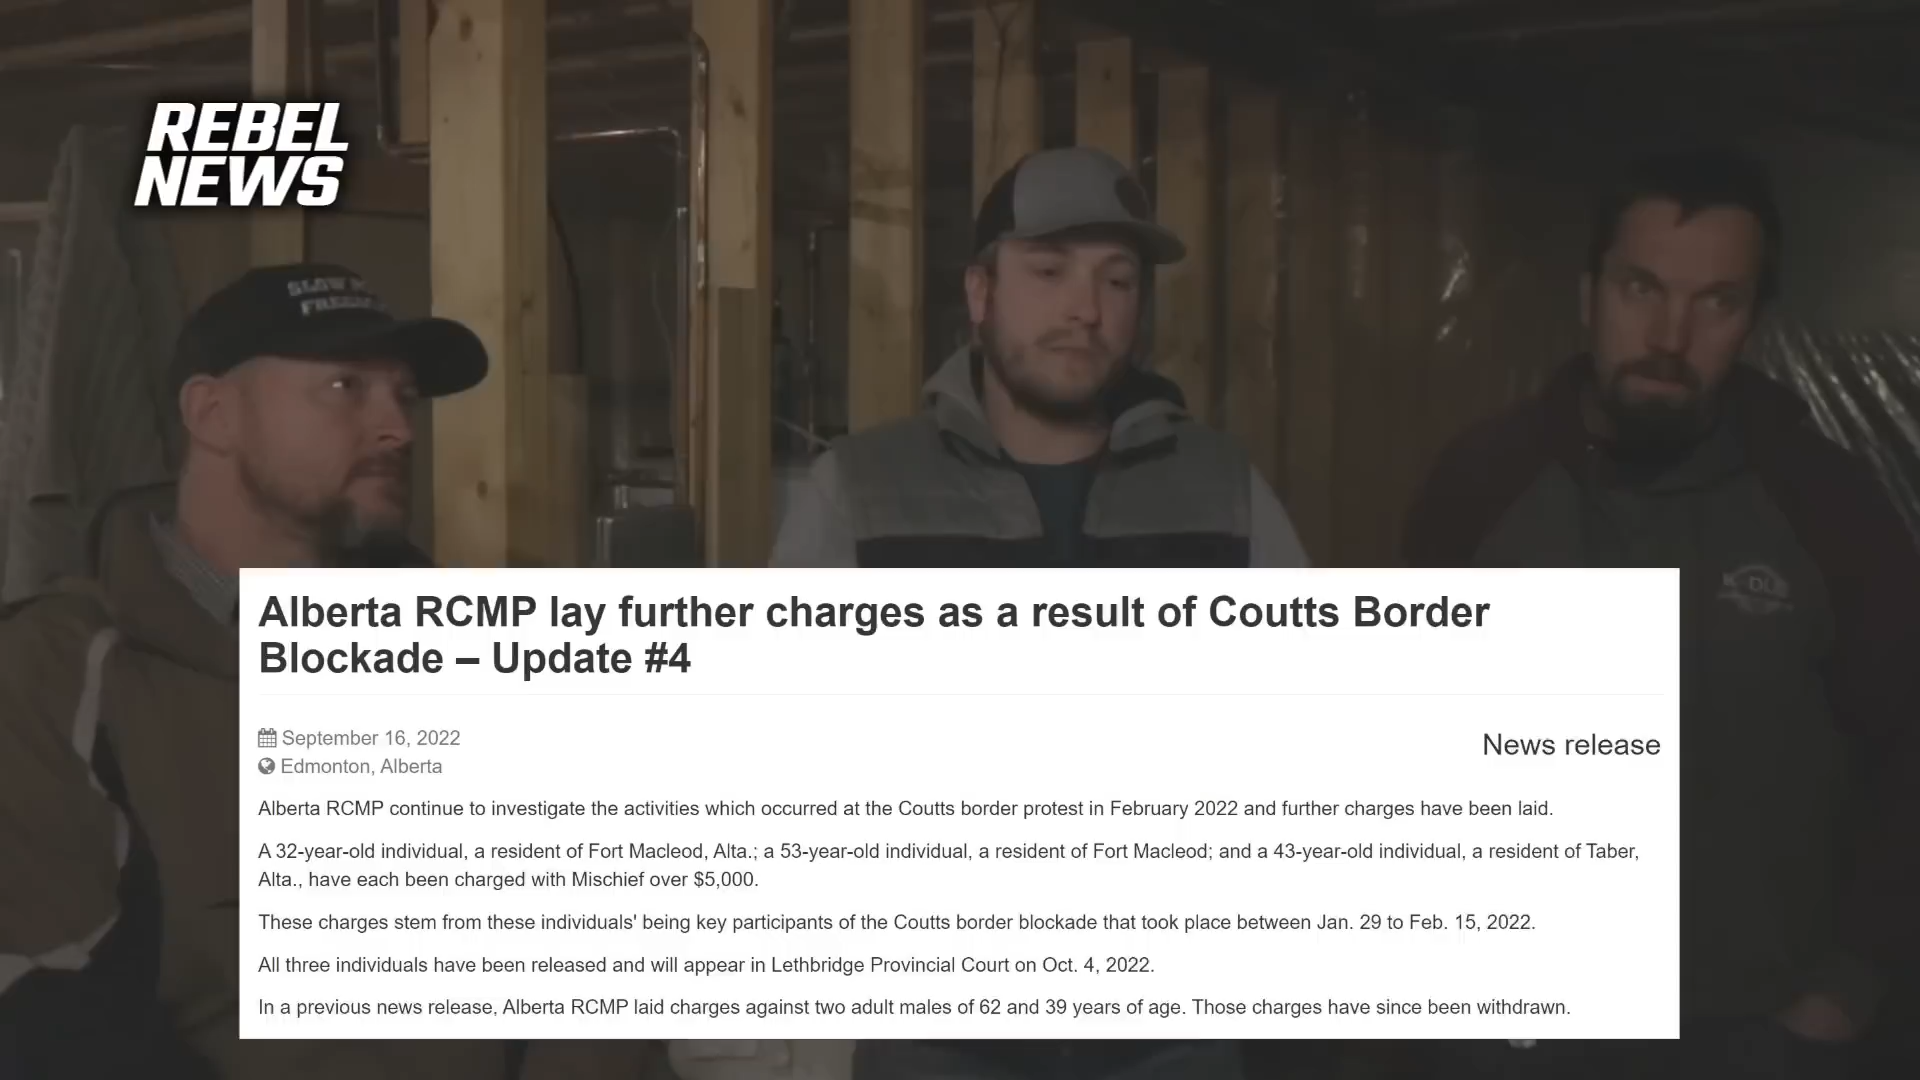 REBEL
NEWS
Alberta RCMP lay further charges as a result of Coutts Border
Blockade – Update #4
September 16, 2022
News release
Edmonton, Alberta
Alberta RCMP continue to investigate the activities which occurred at the Coutts border protest in February 2022 and further charges have been laid.
A 32-year-old individual, a resident of Fort Macleod, Alta.; a 53-year-old individual, a resident of Fort Macleod; and a 43-year-old individual, a resident of Taber,
Alta., have each been charged with Mischief over $5,000.
These charges stem from these individuals' being key participants of the Coutts border blockade that took place between Jan. 29 to Feb. 15, 2022.
All three individuals have been released and will appear in Lethbridge Provincial Court on Oct. 4, 2022.
In a previous news release, Alberta RCMP laid charges against two adult males of 62 and 39 years of age. Those charges have since been withdrawn.